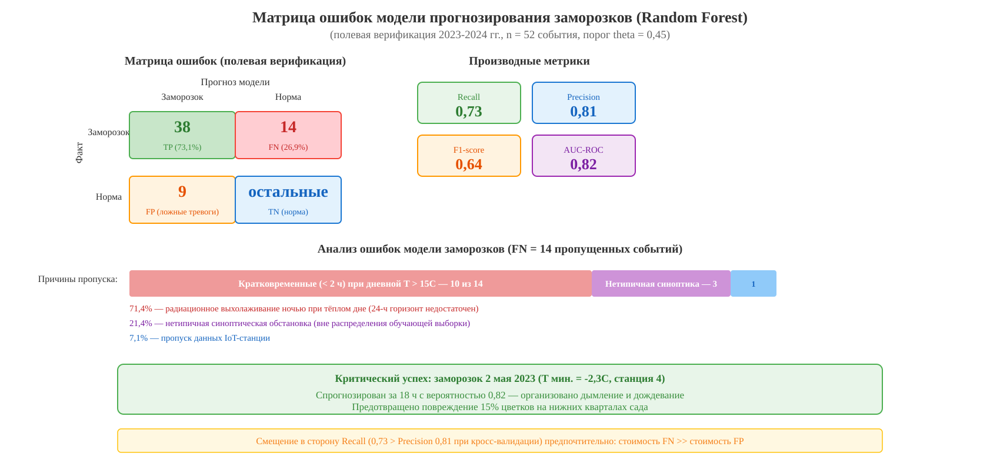 Матрица ошибок модели прогнозирования заморозков (Random Forest)
(полевая верификация 2023-2024 гг., n = 52 события, порог theta = 0,45)
Матрица ошибок (полевая верификация)
Прогноз модели
Заморозок
Норма
Факт
Заморозок
38
TP (73,1%)
14
FN (26,9%)
Норма
9
FP (ложные тревоги)
остальные
TN (норма)
Производные метрики
Recall
0,73
Precision
0,81
F1-score
0,64
AUC-ROC
0,82
Анализ ошибок модели заморозков (FN = 14 пропущенных событий)
Причины пропуска:
Кратковременные (< 2 ч) при дневной T > 15C — 10 из 14
Нетипичная синоптика — 3
1
71,4% — радиационное выхолаживание ночью при тёплом дне (24-ч горизонт недостаточен)
21,4% — нетипичная синоптическая обстановка (вне распределения обучающей выборки)
7,1% — пропуск данных IoT-станции
Критический успех: заморозок 2 мая 2023 (T мин. = -2,3C, станция 4)
Спрогнозирован за 18 ч с вероятностью 0,82 — организовано дымление и дождевание
Предотвращено повреждение 15% цветков на нижних кварталах сада
Смещение в сторону Recall (0,73 > Precision 0,81 при кросс-валидации) предпочтительно: стоимость FN >> стоимость FP